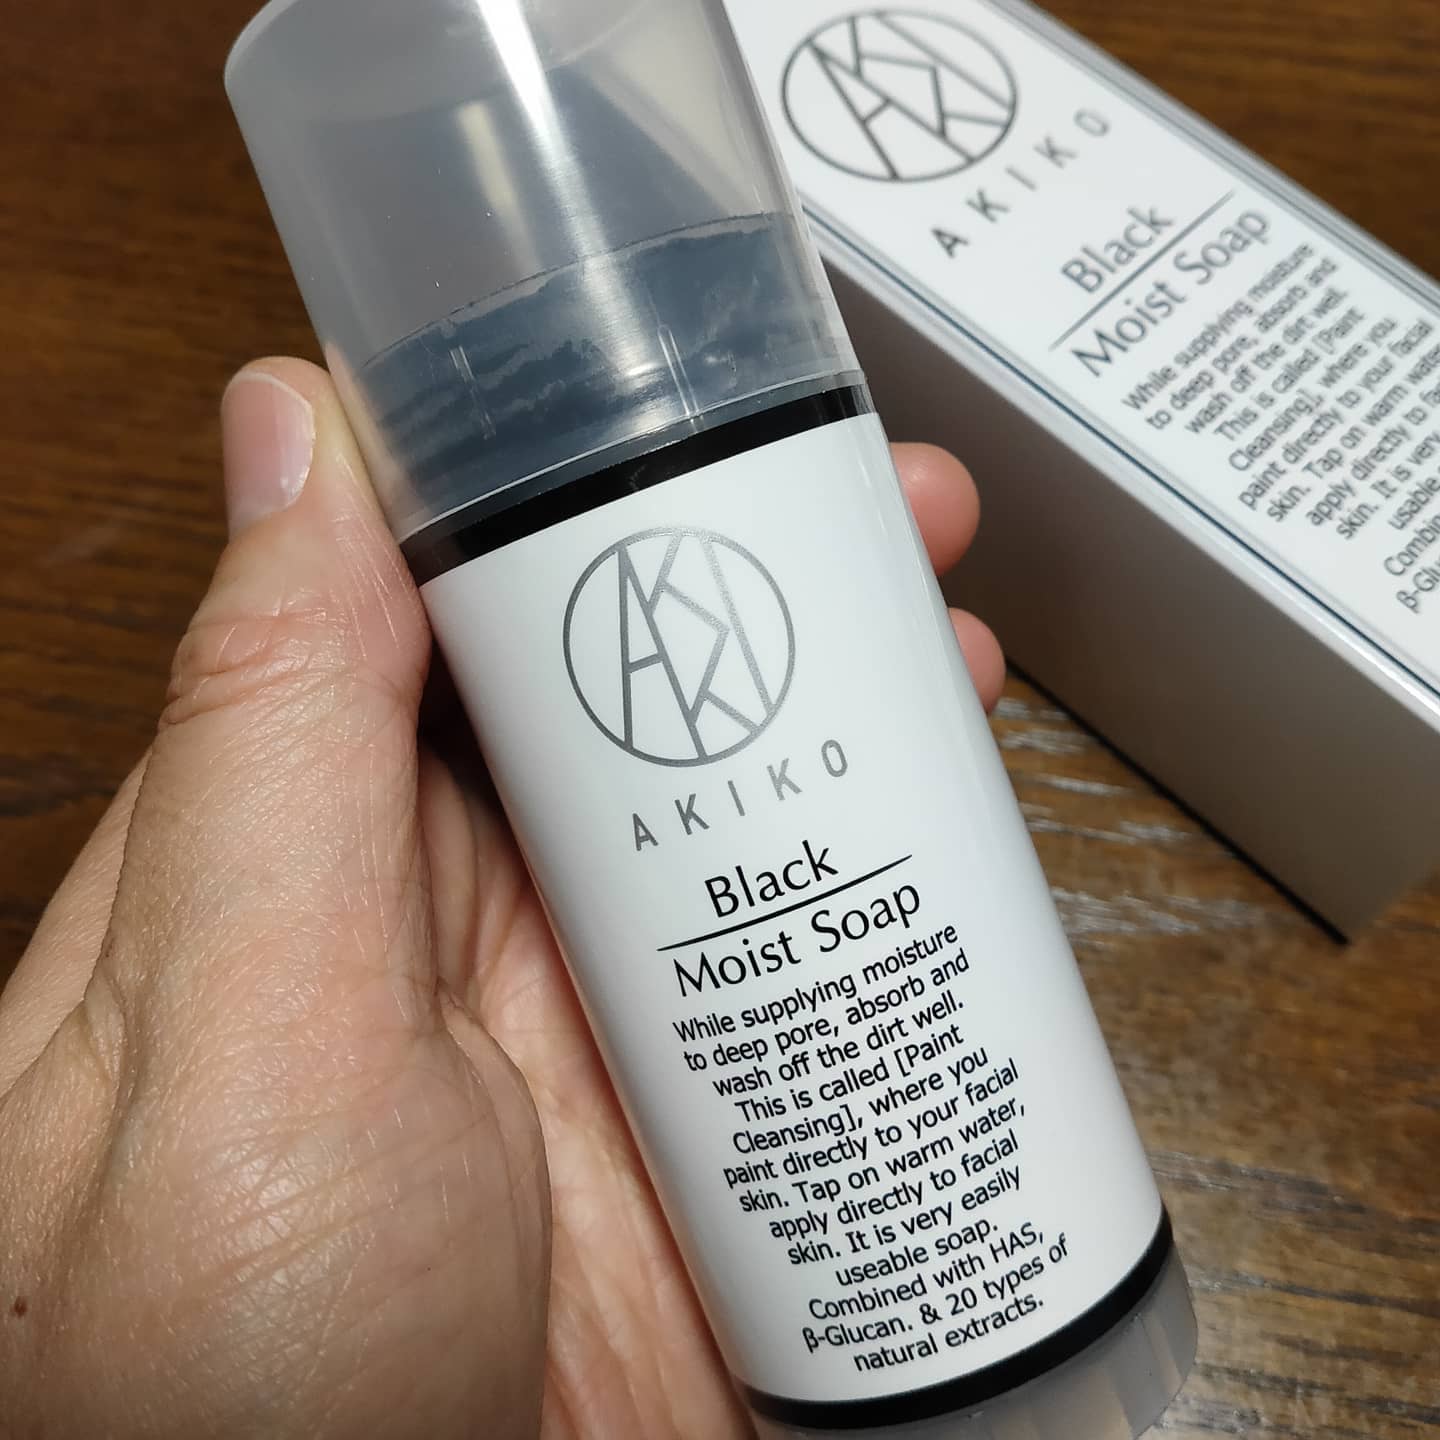 AKIKO
Black
Moist Soap
While supplying moisture
to deep pore, absorb and
wash off the dirt well.
This is called [Paint
Cleansing], where you
paint directly to your facial
skin. Tap on warm water,
apply directly to facial
skin. It is very easily
useable soap.
Combined with HAS,
β-Glucan. & 20 types of
natural extracts.
AKIKO
Black
Moist Soap
While supplying moisture
to deep pore, absorb and
wash off the dirt well.
This is called [Paint
Cleansing], where you
paint directly to your facial
skin. Tap on warm water
apply directly to
skin. It is very
usable